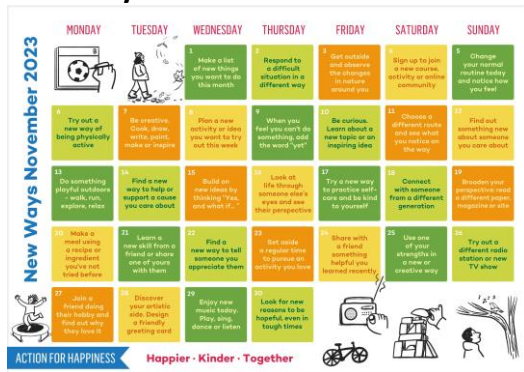 New Ways November 2023
MONDAY TUESDAY WEDNESDAY THURSDAY FRIDAY SATURDAY SUNDAY
1
Make a list
of new things
you want to do
this month
2
Respond to
a difficult
situation in a
different way
3
Get outside
and observe
the changes
in nature
around you
4
Sign up to join
a new course,
activity or online
community
5
Change
your normal
routine today
and notice how
you feel
6
Try out a
new way of
being physically
active
7
Be creative.
Cook, draw,
write, paint,
make or inspire
8
Plan a new
activity or idea
you want to try
out this week
9
When you
feel you can't do
something, add
the word "yet"
10
Be curious.
Learn about a
new topic or an
inspiring idea
11
Choose a
different route
and see what
you notice on
the way
12
Find out
something new
about someone
you care about
13
Do something
playful outdoors
- walk, run,
explore, relax
14
Find a new way
to help or
support a cause
you care about
15
Build on
new ideas by
thinking "Yes,
and what if..."
16
Look at
life through
someone else's
eyes and see
their perspective
17
Try a new way
to practice self-
care and be kind
to yourself
18
Connect
with someone
from a different
generation
19
Broaden your
perspective: read
a different paper,
magazine or site
20
Make a
meal using
a recipe or
ingredient
you've not
tried before
21
Learn a
new skill from a
friend or share
one of yours
with them
22
Find a new
way to tell
someone you
appreciate them
23
Set aside
a regular time
to pursue an
activity you love
24
Share with
a friend
something
helpful you
learned recently
25
Use one
of your
strengths in
a new or
creative way
26
Try out a
different radio
station or new
TV show
27
Join a
friend doing
their hobby and
find out why
they love it
28
Discover
your artistic
side. Design
a friendly
greeting card
29
Enjoy new
music today.
Play, sing,
dance or listen
30
Look for new
reasons to be
hopeful, even in
tough times
ACTION FOR HAPPINESS
Happier · Kinder · Together